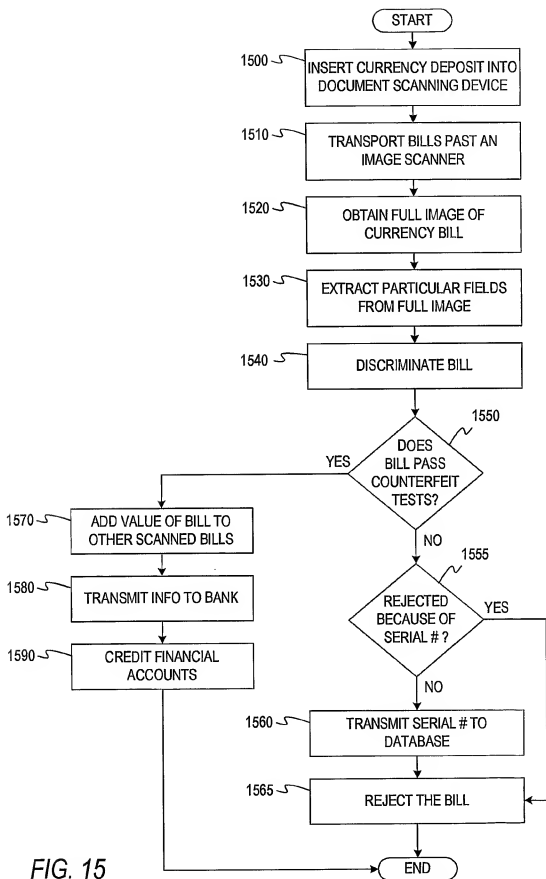 START
1500
INSERT CURRENCY DEPOSIT INTO
DOCUMENT SCANNING DEVICE
1510
TRANSPORT BILLS PAST AN
IMAGE SCANNER
1520
OBTAIN FULL IMAGE OF
CURRENCY BILL
1530
EXTRACT PARTICULAR FIELDS
FROM FULL IMAGE
1540
DISCRIMINATE BILL
1550
DOES
BILL PASS
COUNTERFEIT
TESTS?
YES
NO
1570
ADD VALUE OF BILL TO
OTHER SCANNED BILLS
1580
TRANSMIT INFO TO BANK
1590
CREDIT FINANCIAL
ACCOUNTS
1555
REJECTED
BECAUSE OF
SERIAL # ?
YES
NO
1560
TRANSMIT SERIAL # TO
DATABASE
1565
REJECT THE BILL
END
FIG. 15